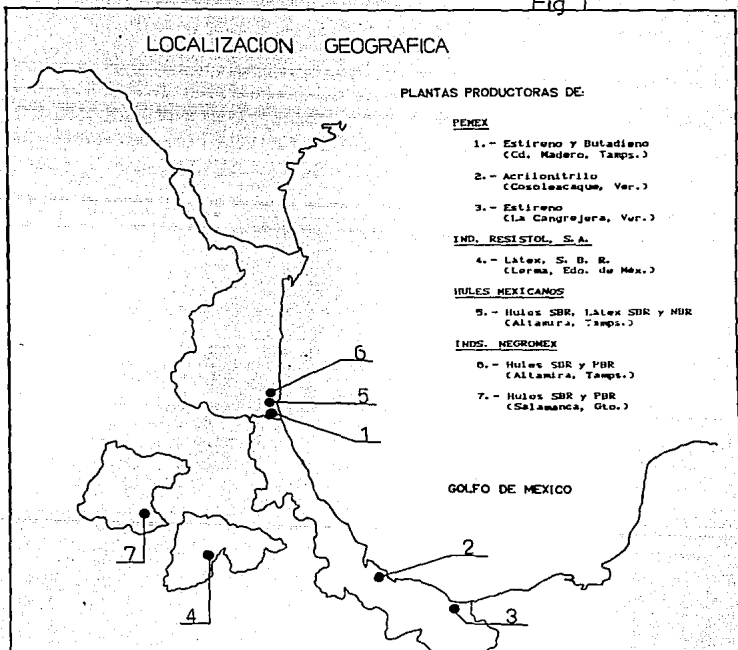 Fig 1
LOCALIZACION GEOGRAFICA
PLANTAS PRODUCTORAS DE:
PEMEX
1.- Estireno y Butadieno
(Cd. Madero, Tamps.)
2.- Acrilonitrilo
(Cosoleacaque, Ver.)
3.- Estireno
(La Cangrejera, Ver.)
IND. RESISTOL, S. A.
4.- Látex, S. B. R.
(Lerma, Edo. de Méx.)
HULES MEXICANOS
5.- Hules SBR, Látex SBR y NBR
(Altamira, Tamps.)
INDS. NEGROMEX
6.- Hules SBR y PBR
(Altamira, Tamps.)
7.- Hulos SBR y PBR
(Salamanca, Gto.)
6
5
1
GOLFO DE MEXICO
7
4
2
3